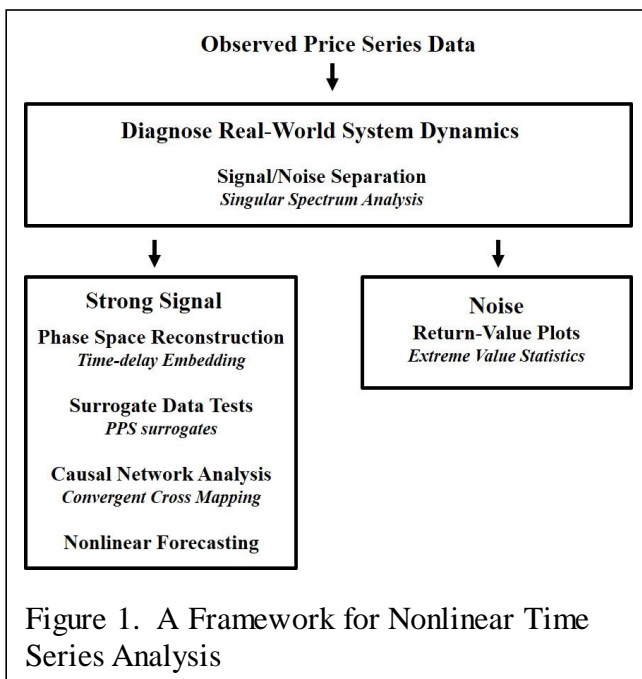 Observed Price Series Data
Diagnose Real-World System Dynamics
Signal/Noise Separation
Singular Spectrum Analysis
Strong Signal
Phase Space Reconstruction
Time-delay Embedding
Surrogate Data Tests
PPS surrogates
Causal Network Analysis
Convergent Cross Mapping
Nonlinear Forecasting
Noise
Return-Value Plots
Extreme Value Statistics
Figure 1. A Framework for Nonlinear Time
Series Analysis